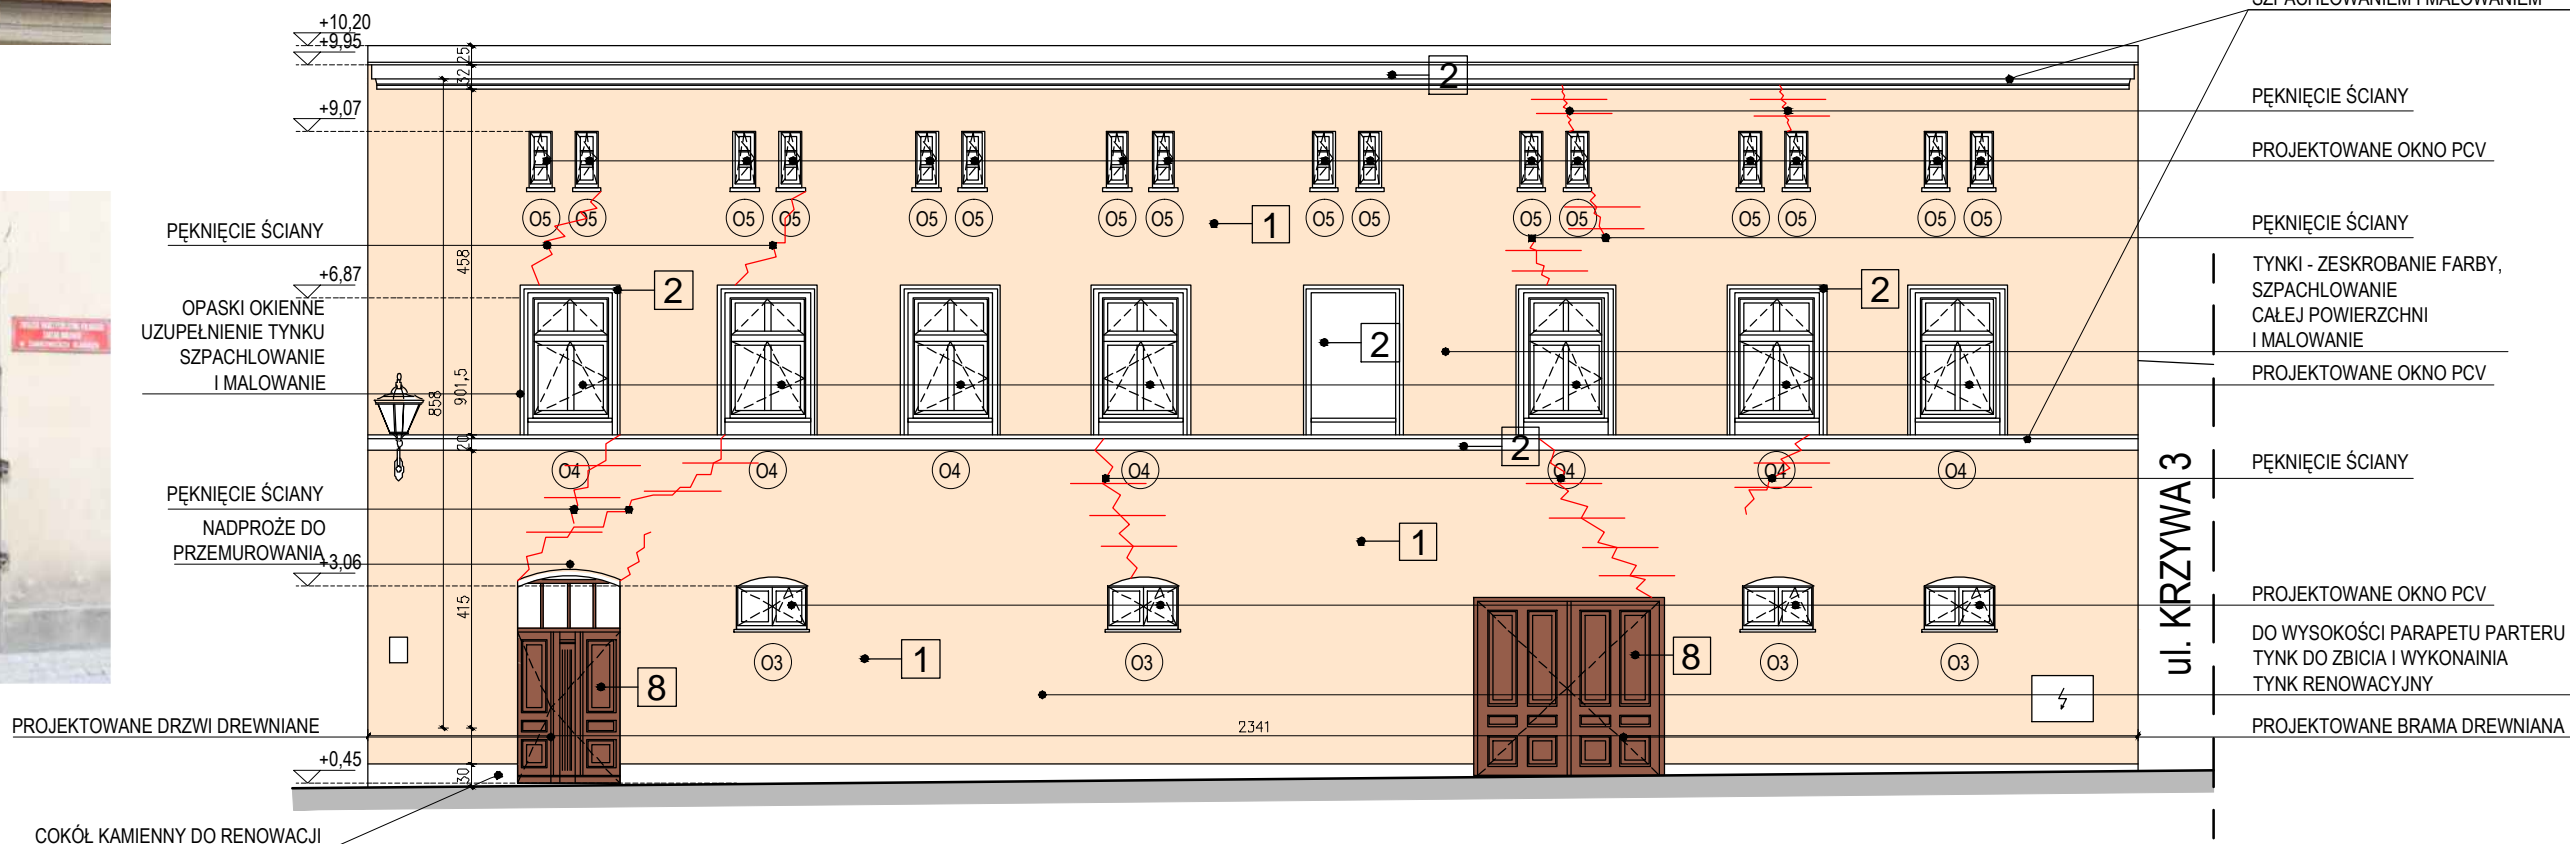 SZPACHLOWANIEM I MALOWANIEM
+10,20
+9,95
25
32
2
PĘKNIĘCIE ŚCIANY
+9,07
PROJEKTOWANE OKNO PCV
O5 O5 O5 O5 O5 O5 O5 O5 O5 O5 O5 O5 O5 O5 O5 O5
1
PĘKNIĘCIE ŚCIANY
PĘKNIĘCIE ŚCIANY
458
+6,87
2
2
TYNKI - ZESKROBANIE FARBY,
SZPACHLOWANIE
CAŁEJ POWIERZCHNI
I MALOWANIE
OPASKI OKIENNE
UZUPEŁNIENIE TYNKU
SZPACHLOWANIE
I MALOWANIE
2
PROJEKTOWANE OKNO PCV
858
901,5
20
2
O4 O4 O4 O4 O4 O4 O4
PĘKNIĘCIE ŚCIANY
PĘKNIĘCIE ŚCIANY
NADPROŻE DO
PRZEMUROWANIA
+3,06
1
ul. KRZYWA 3
415
PROJEKTOWANE OKNO PCV
O3 O3 O3 O3
1
8
8
DO WYSOKOŚCI PARAPETU PARTERU
TYNK DO ZBICIA I WYKONAINIA
TYNK RENOWACYJNY
PROJEKTOWANE DRZWI DREWNIANE
2341
PROJEKTOWANE BRAMA DREWNIANA
+0,45
30
COKÓŁ KAMIENNY DO RENOWACJI